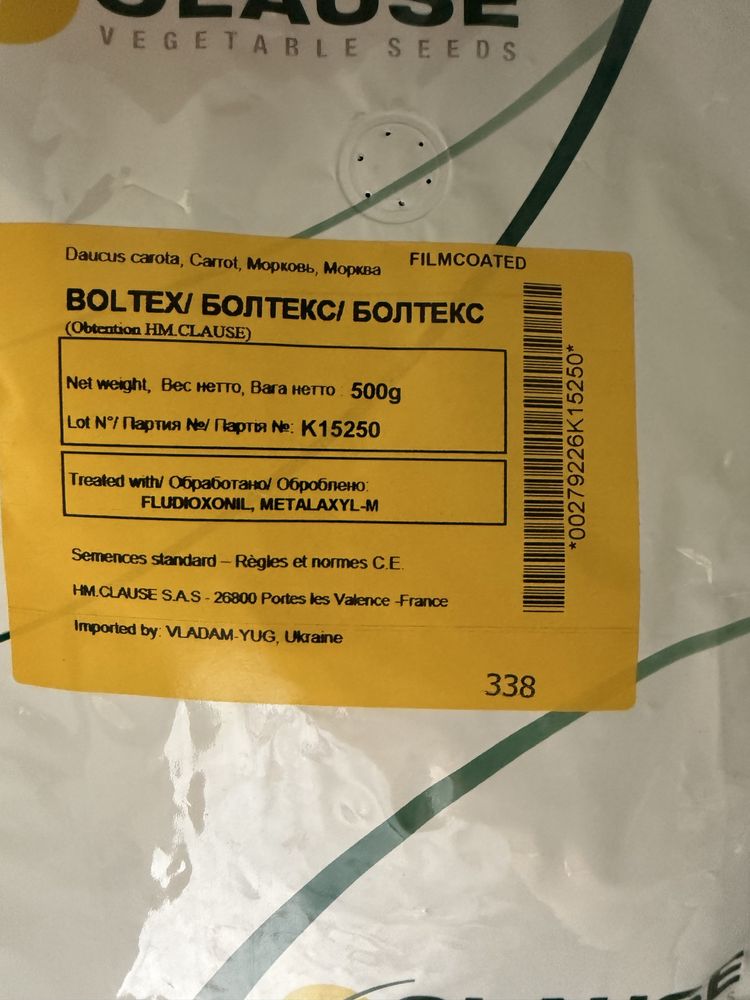 CLAUSE
VEGETABLE SEEDS
Daucus carota, Carrot, Морковь, Морква FILMCOATED
BOLTEX/ БОЛТЕКС/ БОЛТЕКС
(Obtention HM.CLAUSE)
Net weight, Вес нетто, Вага нетто : 500g
Lot N°/ Партия №/ Партія №: K15250
Treated with/ Обработано/ Оброблено:
FLUDIOXONIL, METALAXYL-M
*00279226K15250*
Semences standard – Règles et normes C.E.
HM.CLAUSE S.A.S - 26800 Portes les Valence -France
Imported by: VLADAM-YUG, Ukraine
338
CLAUSE